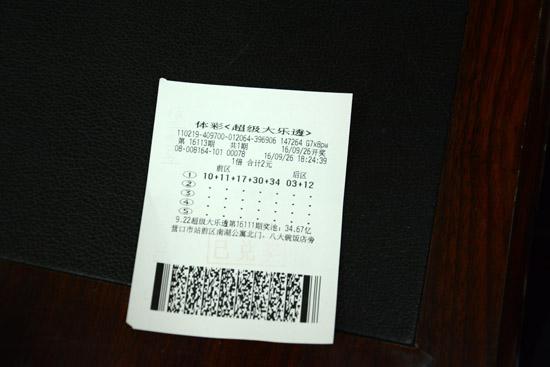 体彩<超级大乐透>
110219-409700-012064-396906 147264 G7x8pw
第 16113期 共1期 16/09/26开奖
08-008164-101 00078 16/09/26 18:24:39
1倍 合计2元
前区 后区
① 10+11+17+30+34 03+12
②
③
④
⑤
9.22超级大乐透第16111期奖池：34.67亿
营口市站前区南湖公寓北门，八大碗饭店旁
已兑